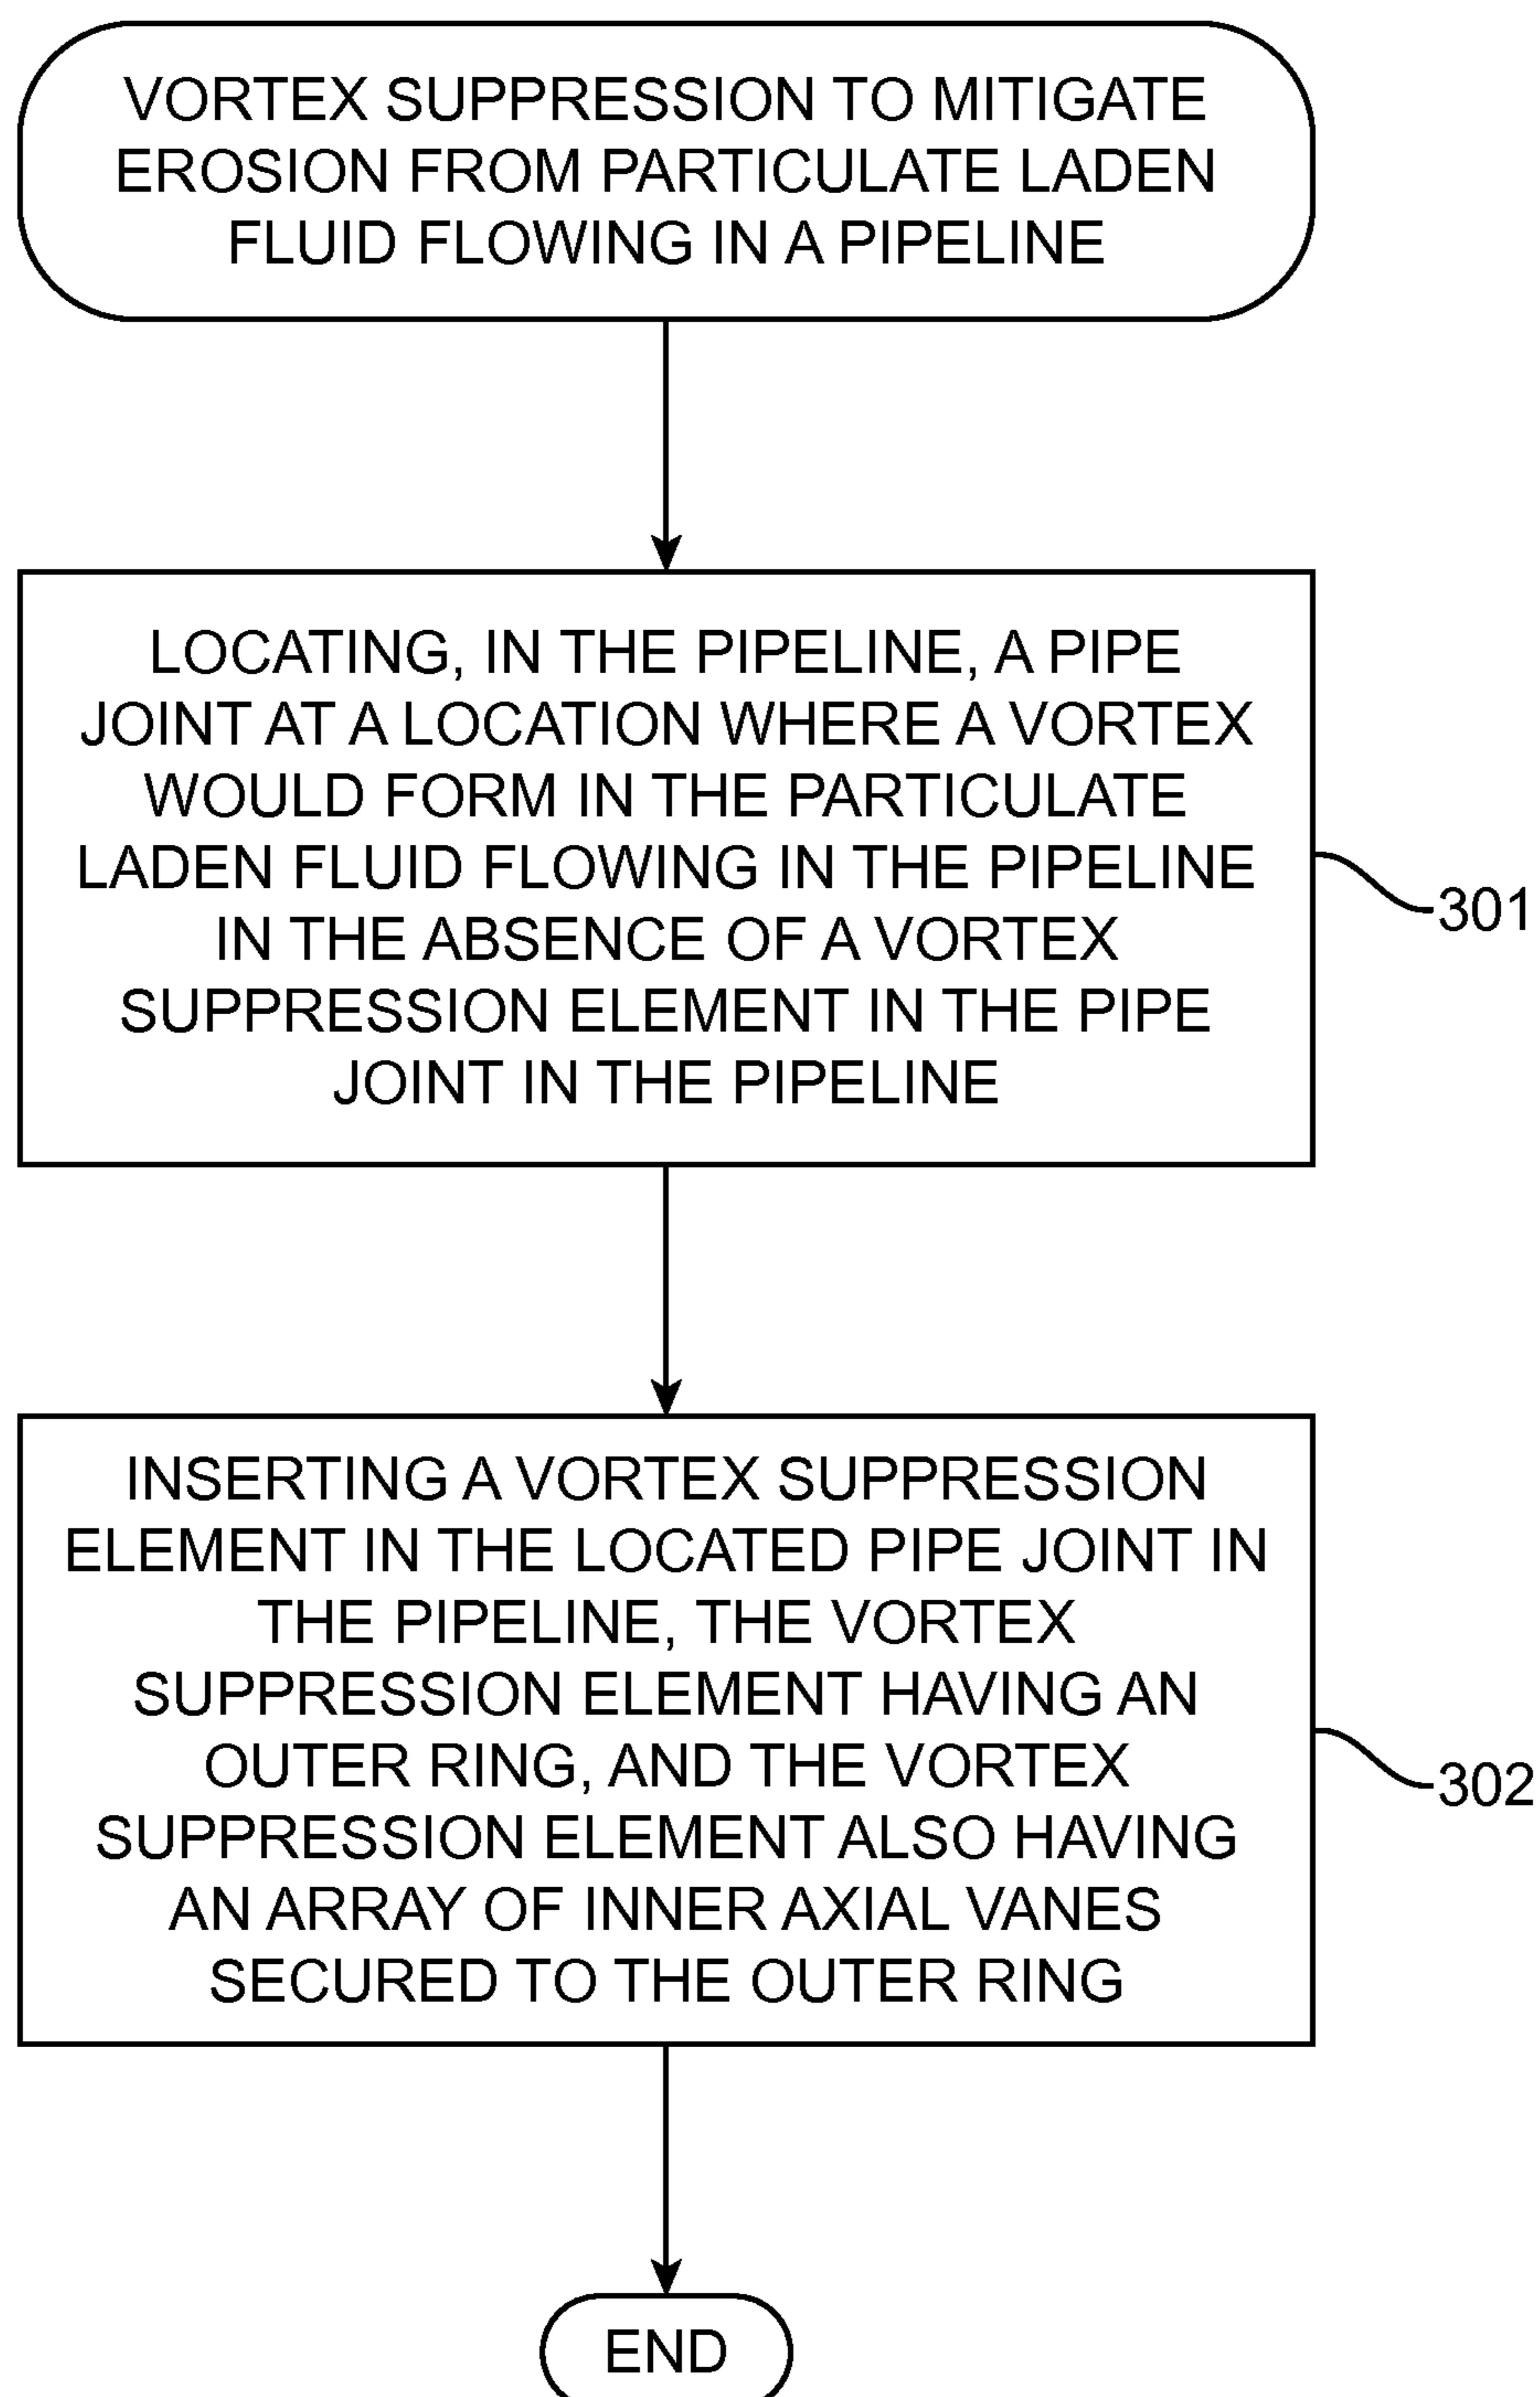 VORTEX SUPPRESSION TO MITIGATE
EROSION FROM PARTICULATE LADEN
FLUID FLOWING IN A PIPELINE
LOCATING, IN THE PIPELINE, A PIPE
JOINT AT A LOCATION WHERE A VORTEX
WOULD FORM IN THE PARTICULATE
LADEN FLUID FLOWING IN THE PIPELINE
IN THE ABSENCE OF A VORTEX
SUPPRESSION ELEMENT IN THE PIPE
JOINT IN THE PIPELINE
301
INSERTING A VORTEX SUPPRESSION
ELEMENT IN THE LOCATED PIPE JOINT IN
THE PIPELINE, THE VORTEX
SUPPRESSION ELEMENT HAVING AN
OUTER RING, AND THE VORTEX
SUPPRESSION ELEMENT ALSO HAVING
AN ARRAY OF INNER AXIAL VANES
SECURED TO THE OUTER RING
302
END